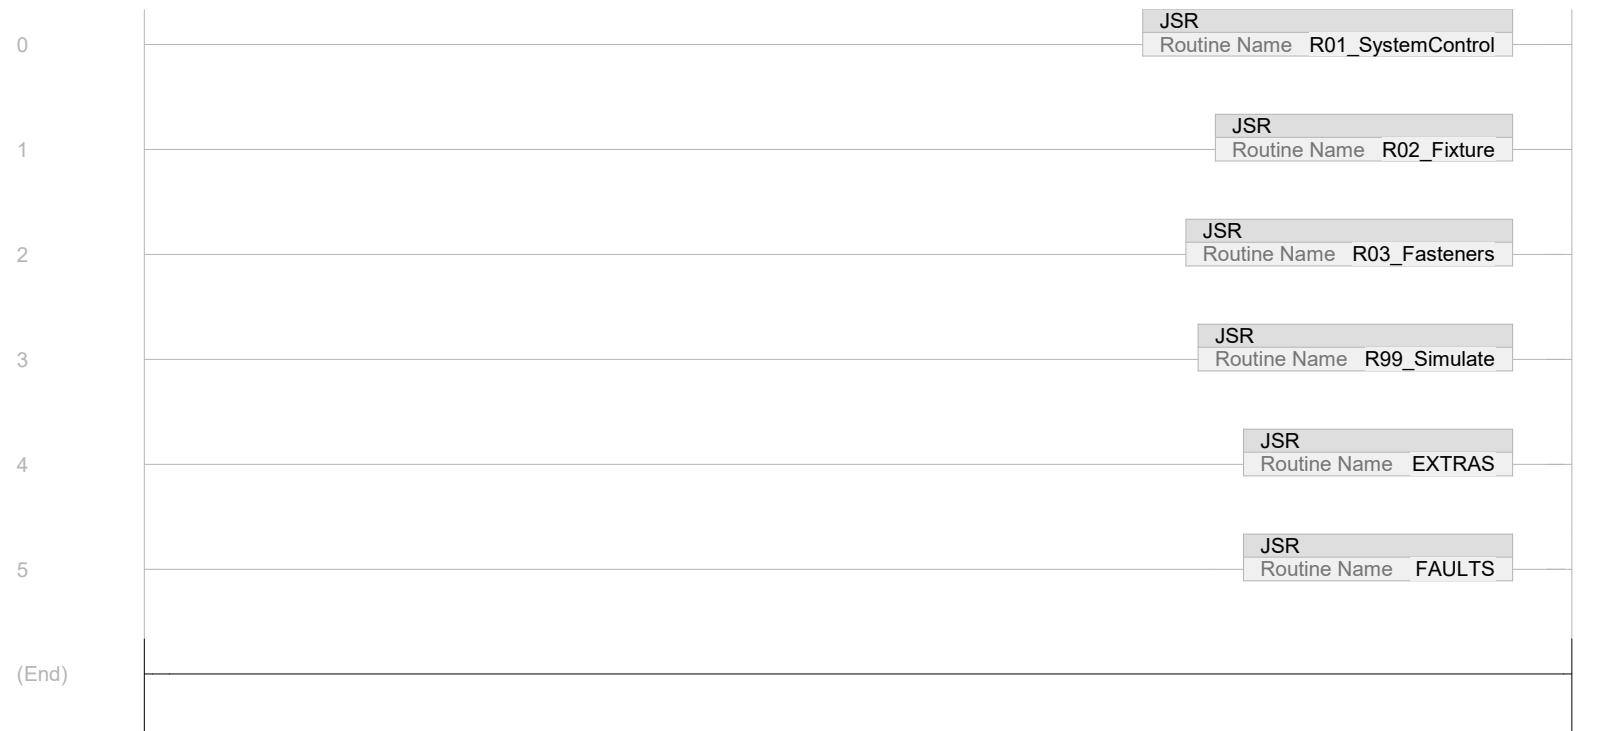 JSR
0 Routine Name R01_SystemControl
JSR
1 Routine Name R02_Fixture
JSR
2 Routine Name R03_Fasteners
JSR
3 Routine Name R99_Simulate
JSR
4 Routine Name EXTRAS
JSR
5 Routine Name FAULTS
(End)